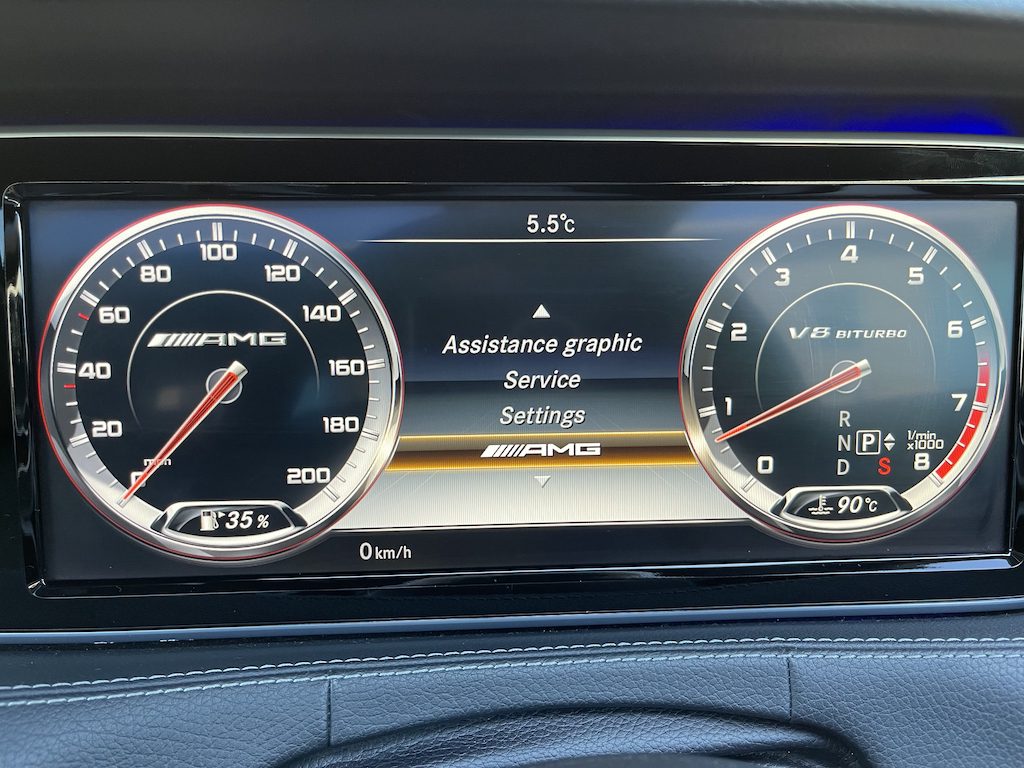 5.5°C
Assistance graphic
Service
Settings
AMG
0 km/h
0
20
40
60
80
100
120
140
160
180
200
AMG
mph
35 %
0
1
2
3
4
5
6
7
8
V8 BITURBO
R
N P
D S
1/min
x1000
90°C